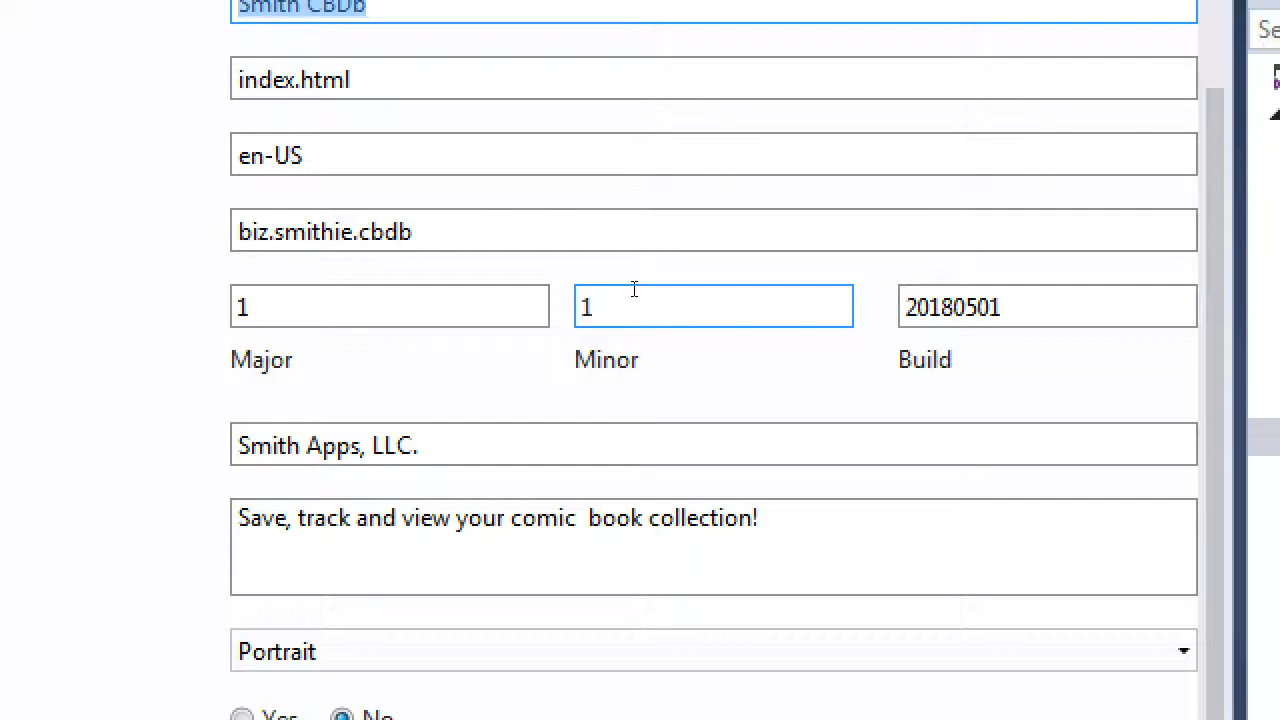 Smith CBDb
index.html
en-US
biz.smithie.cbdb
1 1 20180501
Major Minor Build
Smith Apps, LLC.
Save, track and view your comic  book collection!
Portrait
Yes No
Se